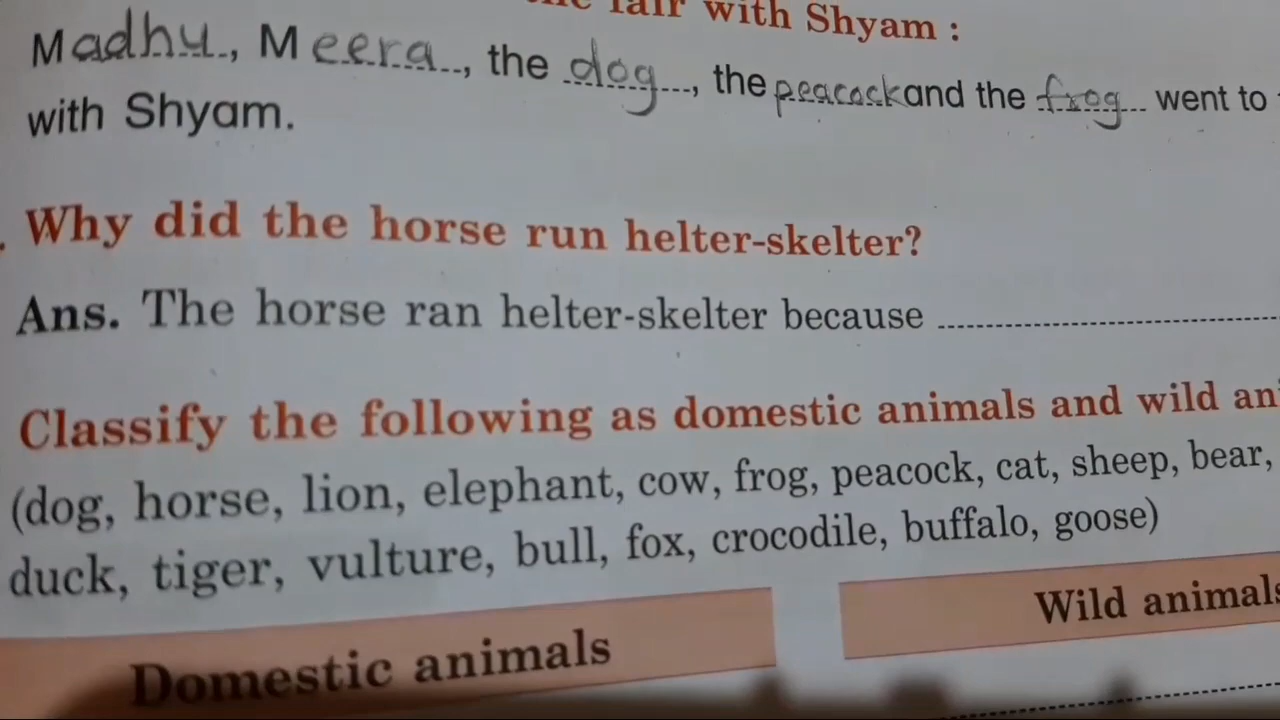 fair with Shyam :
Madhu, Meera, the dog, the peacock and the frog went to
with Shyam.
Why did the horse run helter-skelter?
Ans. The horse ran helter-skelter because
Classify the following as domestic animals and wild
(dog, horse, lion, elephant, cow, frog, peacock, cat, sheep, bear,
duck, tiger, vulture, bull, fox, crocodile, buffalo, goose)
Domestic animals
Wild animals